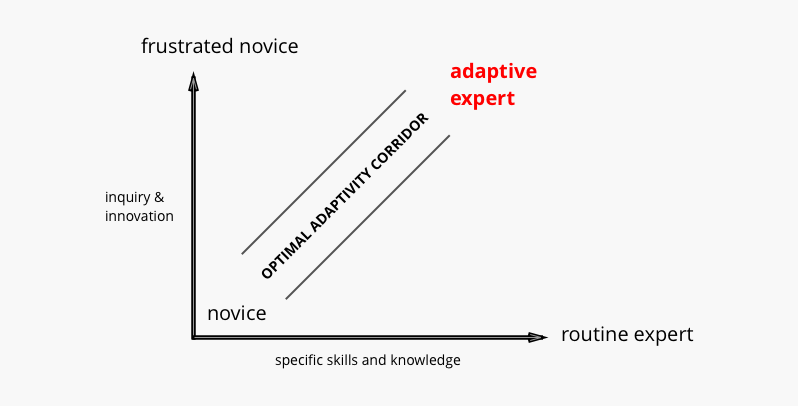 frustrated novice
adaptive
expert
OPTIMAL ADAPTIVITY CORRIDOR
inquiry &
innovation
novice
routine expert
specific skills and knowledge